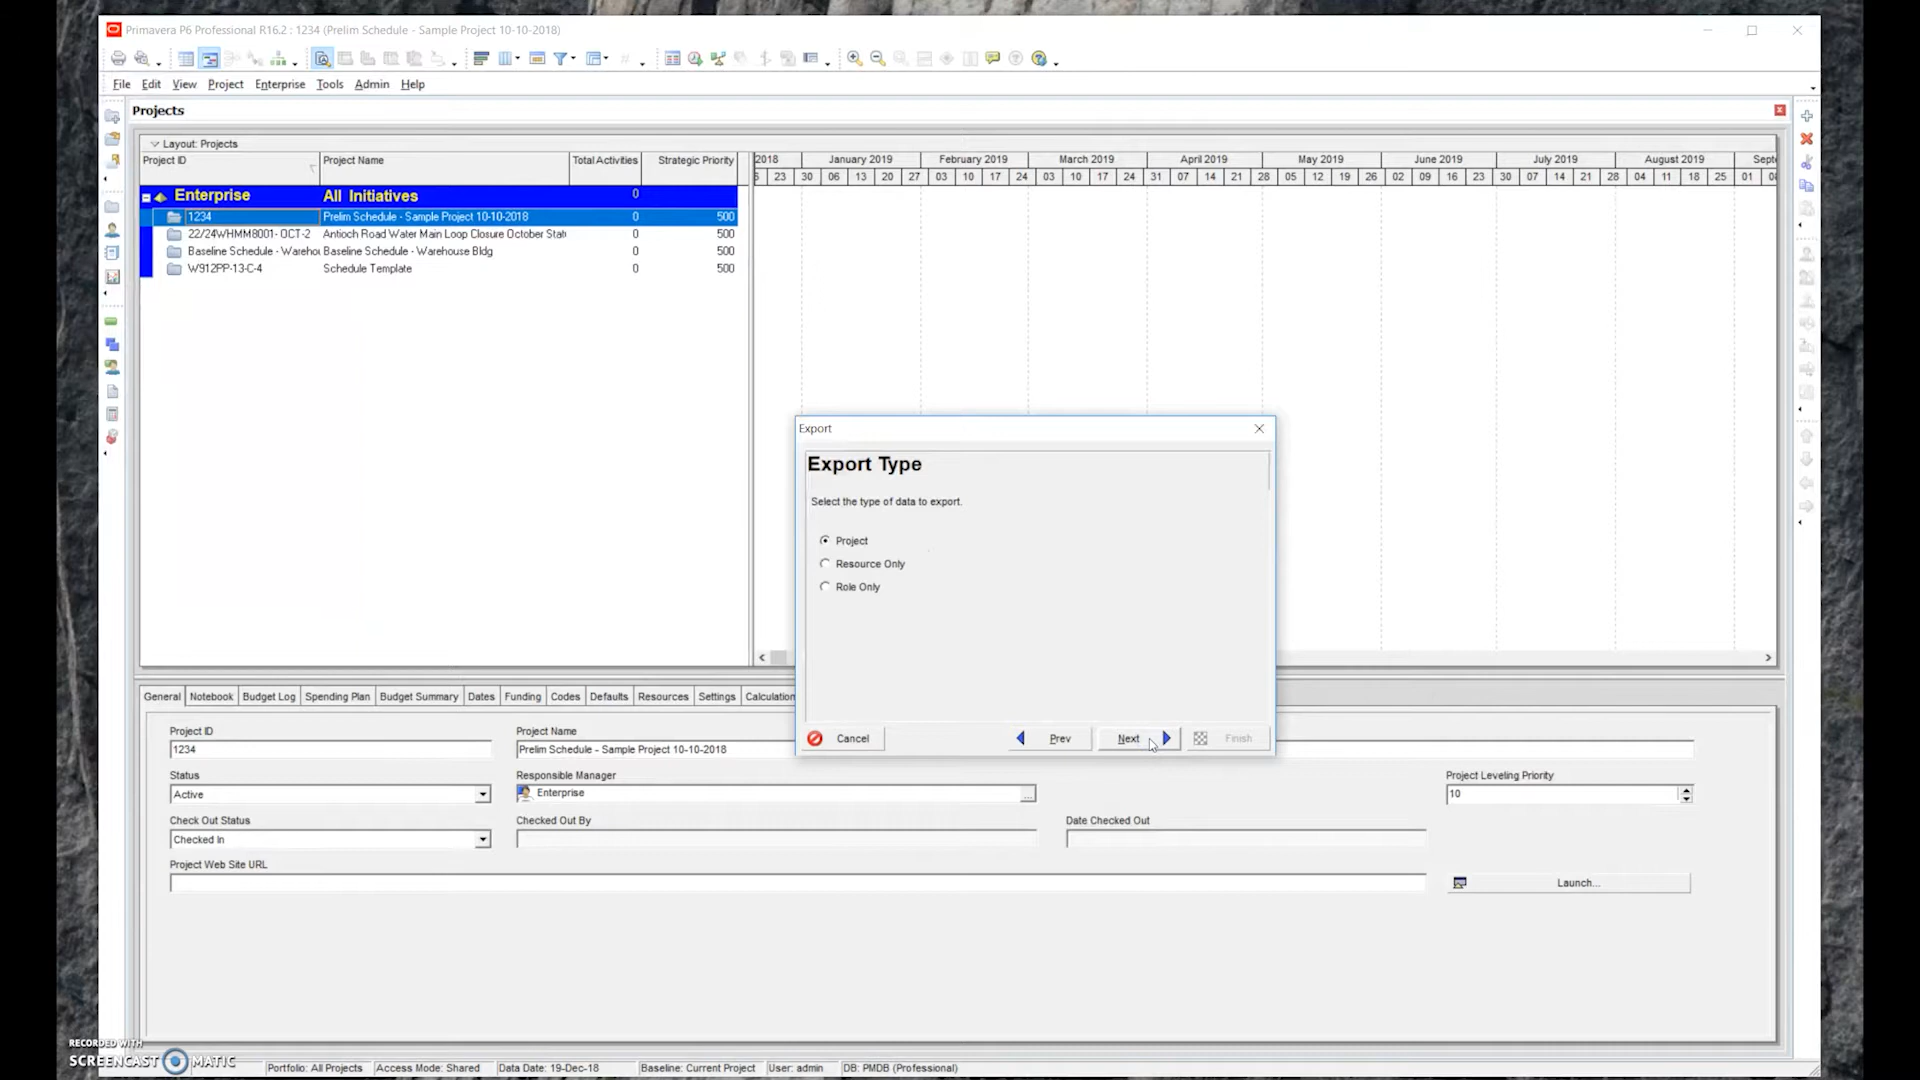 Primavera P6 Professional R16.2 : 1234 (Prelim Schedule - Sample Project 10-10-2018)
File Edit View Project Enterprise Tools Admin Help
Projects
Layout: Projects
Project ID Project Name Total Activities Strategic Priority
2018 January 2019 February 2019 March 2019 April 2019 May 2019 June 2019 July 2019 August 2019
23 30 06 13 20 27 03 10 17 24 03 10 17 24 31 07 14 21 28 05 12 19 26 02 09 16 23 30 07 14 21 28 04 11 18 25 01
Enterprise All Initiatives 0
1234 Prelim Schedule - Sample Project 10-10-2018 0 500
22/24WHMM8001- OCT-2 Antioch Road Water Main Loop Closure October Stat 0 500
Baseline Schedule - Warehou Baseline Schedule - Warehouse Bldg 0 500
W912PP-13-C-4 Schedule Template 0 500
Export
Export Type
Select the type of data to export.
Project
Resource Only
Role Only
Cancel Prev Next Finish
General Notebook Budget Log Spending Plan Budget Summary Dates Funding Codes Defaults Resources Settings Calculation
Project ID Project Name
1234 Prelim Schedule - Sample Project 10-10-2018
Status Responsible Manager Project Leveling Priority
Active Enterprise ... 10
Check Out Status Checked Out By Date Checked Out
Checked In
Project Web Site URL
Launch...
RECORDED WITH
SCREENCAST MATIC
Portfolio: All Projects Access Mode: Shared Data Date: 19-Dec-18 Baseline: Current Project User: admin DB: PMDB (Professional)